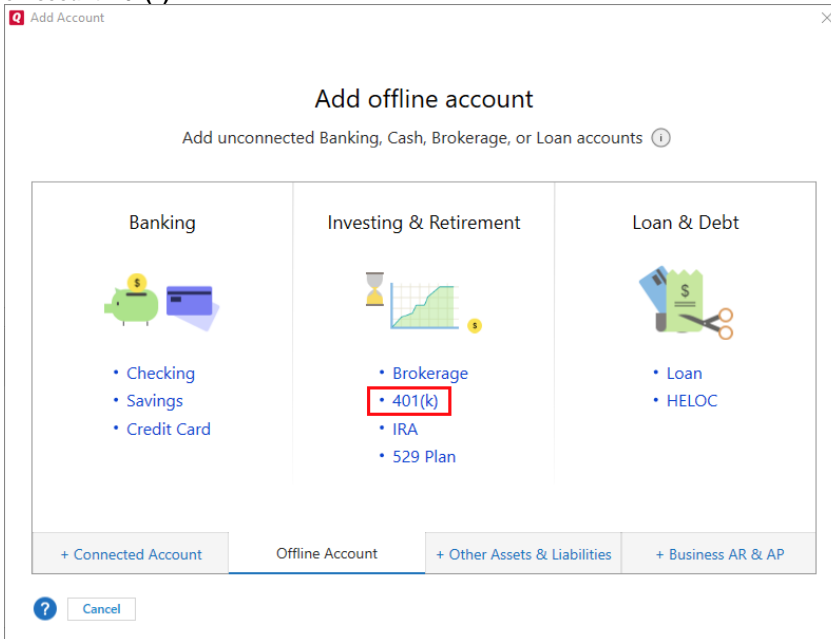 Add Account
Add offline account
Add unconnected Banking, Cash, Brokerage, or Loan accounts
Banking
• Checking
• Savings
• Credit Card
Investing & Retirement
• Brokerage
• 401(k)
• IRA
• 529 Plan
Loan & Debt
• Loan
• HELOC
+ Connected Account
Offline Account
+ Other Assets & Liabilities
+ Business AR & AP
? Cancel